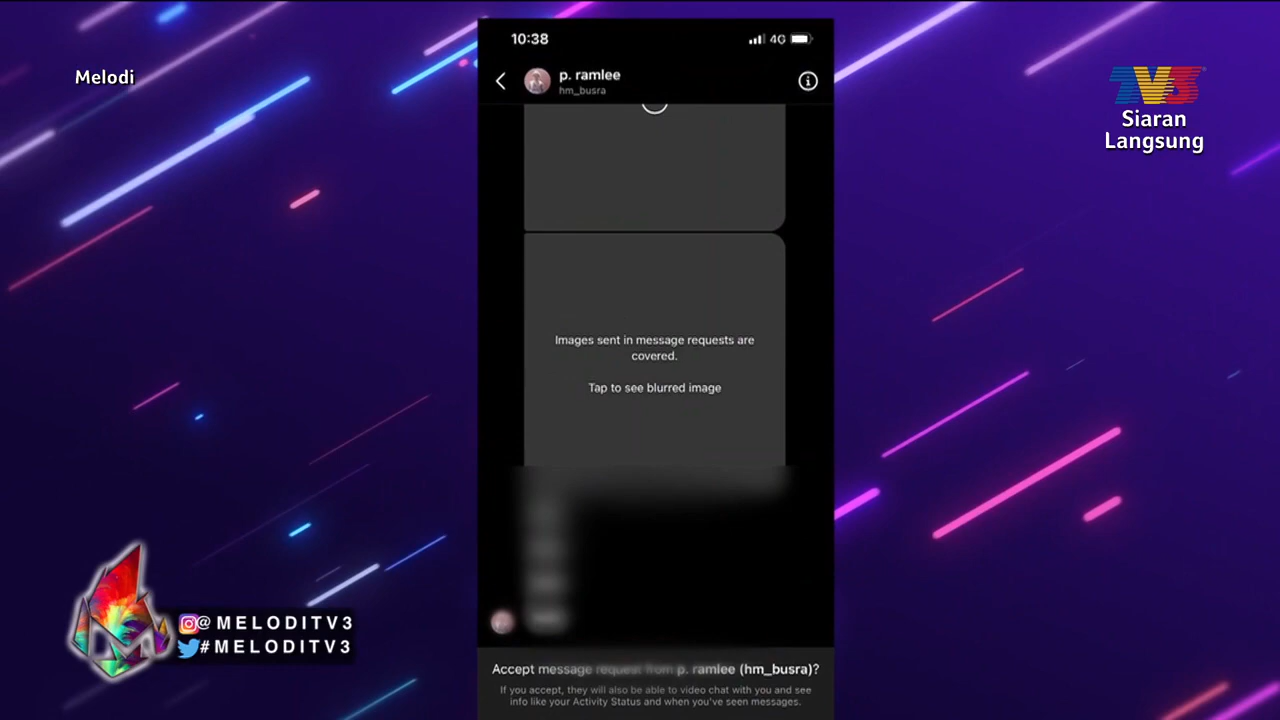 Melodi
TV3
Siaran
Langsung
10:38
4G
p. ramlee
hm_busra
Images sent in message requests are
covered.
Tap to see blurred image
@MELODITV3
#MELODITV3
Accept message request from p. ramlee (hm_busra)?
If you accept, they will also be able to video chat with you and see
info like your Activity Status and when you've seen messages.